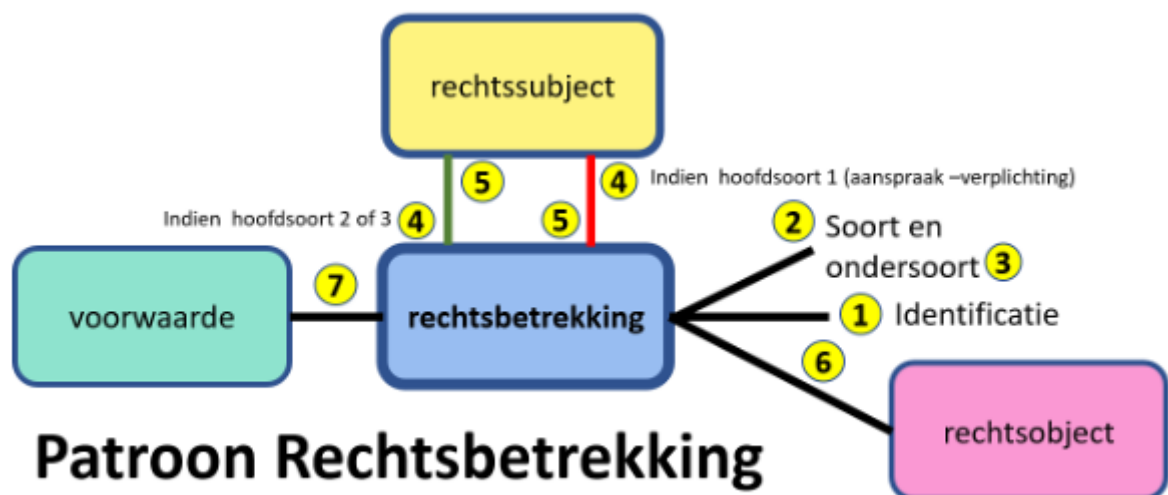 rechtssubject
5
4 Indien hoofdsoort 1 (aanspraak –verplichting)
Indien hoofdsoort 2 of 3 4
5
2 Soort en
ondersoort 3
7
voorwaarde
rechtsbetrekking
1 Identificatie
6
rechtsobject
Patroon Rechtsbetrekking